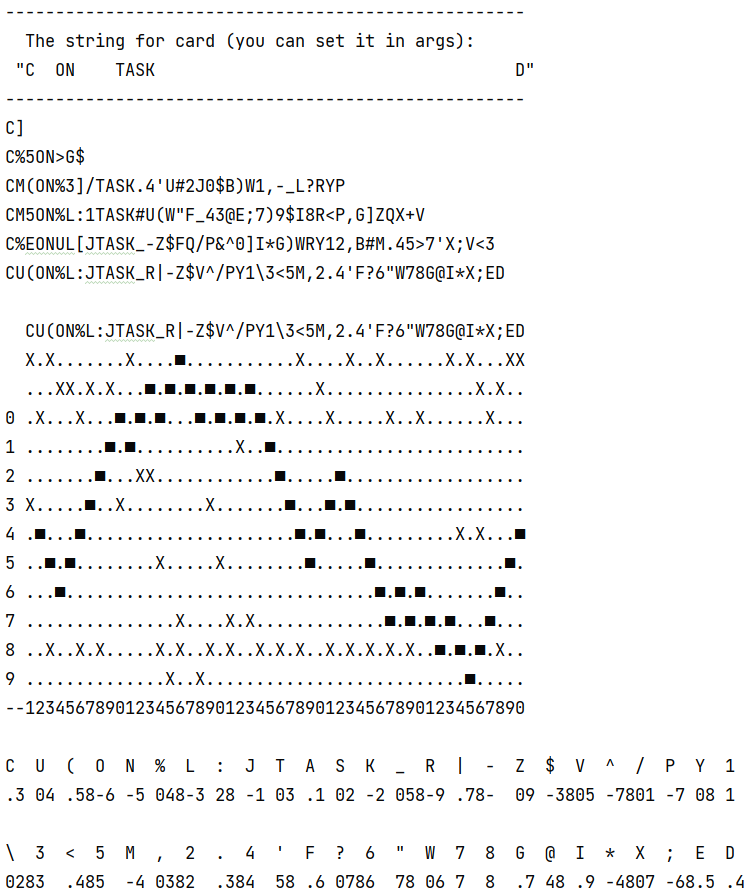 ----------------------------------------------------
The string for card (you can set it in args):
"C  ON    TASK                                    D"
----------------------------------------------------
C]
C%5ON>G$
CM(ON%3]/TASK.4'U#2J0$B)W1,-_L?RYP
CM5ON%L:1TASK#U(W"F_43@E;7)9$I8R<P,G]ZQX+V
C%EONUL[JTASK_-Z$FQ/P&^0]I*G)WRY12,B#M.45>7'X;V<3
CU(ON%L:JTASK_R|-Z$V^/PY1\3<5M,2.4'F?6"W78G@I*X;ED
CU(ON%L:JTASK_R|-Z$V^/PY1\3<5M,2.4'F?6"W78G@I*X;ED
X.X.......X....■...........X....X..X......X..X..XX
...XX.X.X...■.■.■.■.■.■......X...............X.X..
0 .X...X...■.■.■...■.■.■.■.X....X.....X..X......X...
1 ........■.■..........X..■.........................
2 .......■...XX............■.....■..................
3 X.....■..X........X.......■...■.■.................
4 .■...■.....................■.■...■.........X.X...■
5 ..■.■........X.....X........■.....■.............■.
6 ...■...............................■.■.■.......■..
7 ...............X....X.X.............■.■.■.■...■...
8 ..X..X.X.....X.X..X.X..X.X.X..X.X.X.X.X..■.■.■.X..
9 ..............X..X..........................■.....
--12345678901234567890123456789012345678901234567890
C  U  (  O  N  %  L  :  J  T  A  S  K  _  R  |  -  Z  $  V  ^  /  P  Y  1
.3 04 .58-6 -5 048-3 28 -1 03 .1 02 -2 058-9 .78-  09 -3805 -7801 -7 08 1
\  3  <  5  M  ,  2  .  4  '  F  ?  6  "  W  7  8  G  @  I  *  X  ;  E  D
0283  .485  -4 0382  .384  58 .6 0786  78 06 7  8  .7 48 .9 -4807 -68.5 .4